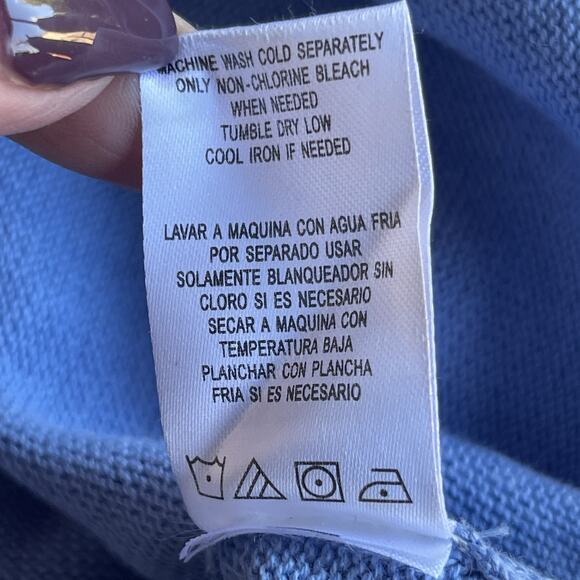 MACHINE WASH COLD SEPARATELY
ONLY NON-CHLORINE BLEACH
WHEN NEEDED
TUMBLE DRY LOW
COOL IRON IF NEEDED
LAVAR A MAQUINA CON AGUA FRIA
POR SEPARADO USAR
SOLAMENTE BLANQUEADOR SIN
CLORO SI ES NECESARIO
SECAR A MAQUINA CON
TEMPERATURA BAJA
PLANCHAR CON PLANCHA
FRIA SI ES NECESARIO